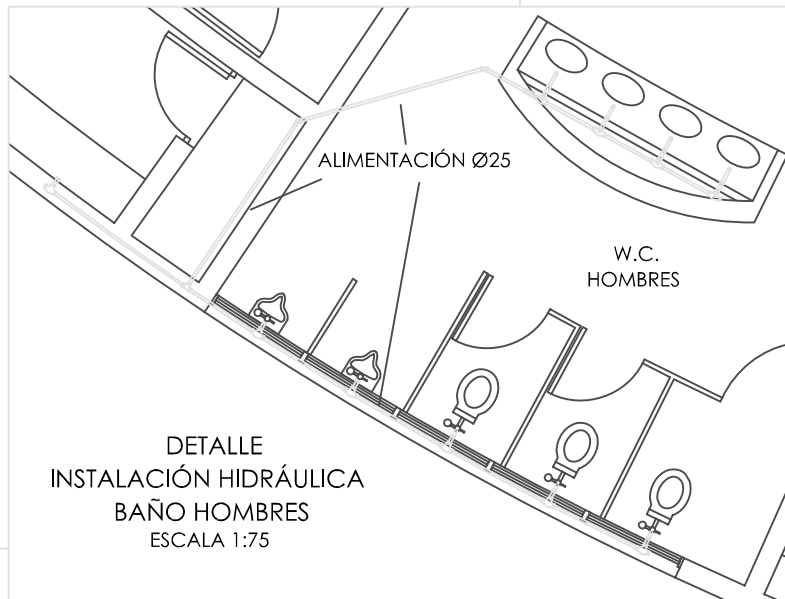 ALIMENTACIÓN Ø25
W.C.
HOMBRES
DETALLE
INSTALACIÓN HIDRÁULICA
BAÑO HOMBRES
ESCALA 1:75